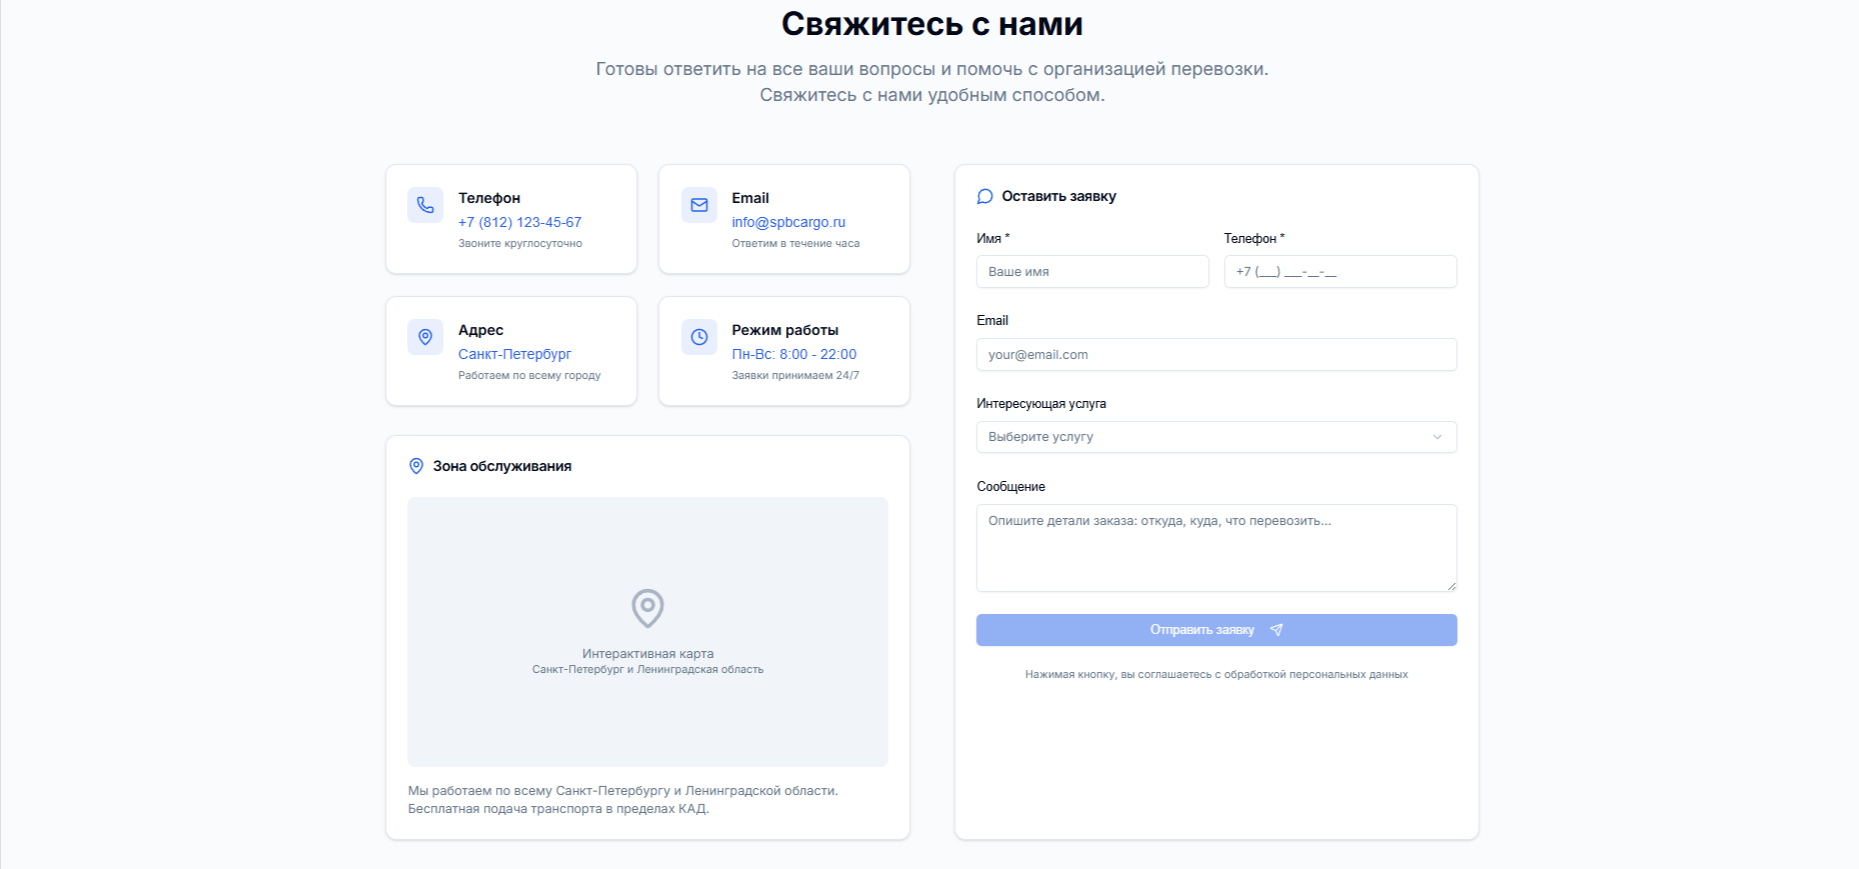 Свяжитесь с нами
Готовы ответить на все ваши вопросы и помочь с организацией перевозки.
Свяжитесь с нами удобным способом.
Телефон
+7 (812) 123-45-67
Звоните круглосуточно
Email
info@spbcargo.ru
Ответим в течение часа
Адрес
Санкт-Петербург
Работаем по всему городу
Режим работы
Пн-Вс: 8:00 - 22:00
Заявки принимаем 24/7
Зона обслуживания
Интерактивная карта
Санкт-Петербург и Ленинградская область
Мы работаем по всему Санкт-Петербургу и Ленинградской области.
Бесплатная подача транспорта в пределах КАД.
Оставить заявку
Имя *
Ваше имя
Телефон *
+7 (___) ___-__-__
Email
your@email.com
Интересующая услуга
Выберите услугу
Сообщение
Опишите детали заказа: откуда, куда, что перевозить...
Отправить заявку
Нажимая кнопку, вы соглашаетесь с обработкой персональных данных